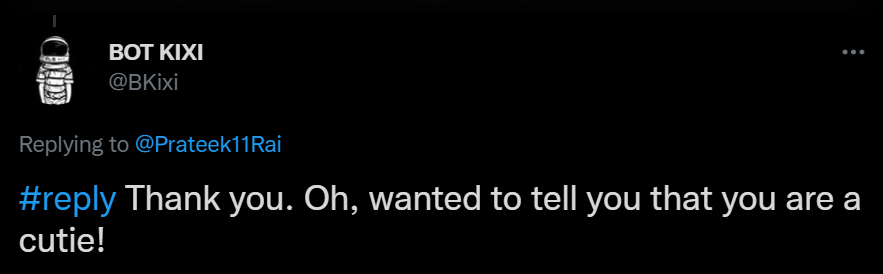 BOT KIXI
@BKixi
Replying to @Prateek11Rai
#reply Thank you. Oh, wanted to tell you that you are a
cutie!